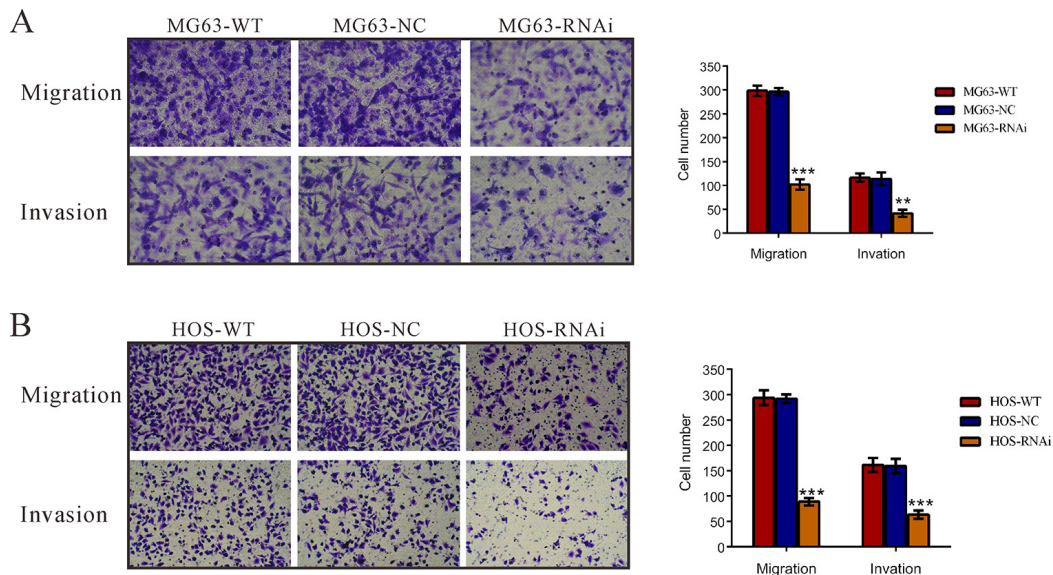 A
MG63-WT MG63-NC MG63-RNAi
Migration
Invasion
350
300
250
200
150
100
50
0
Cell number
***
**
Migration Invation
MG63-WT
MG63-NC
MG63-RNAi
B
HOS-WT HOS-NC HOS-RNAi
Migration
Invasion
350
300
250
200
150
100
50
0
Cell number
***
***
Migration Invation
HOS-WT
HOS-NC
HOS-RNAi